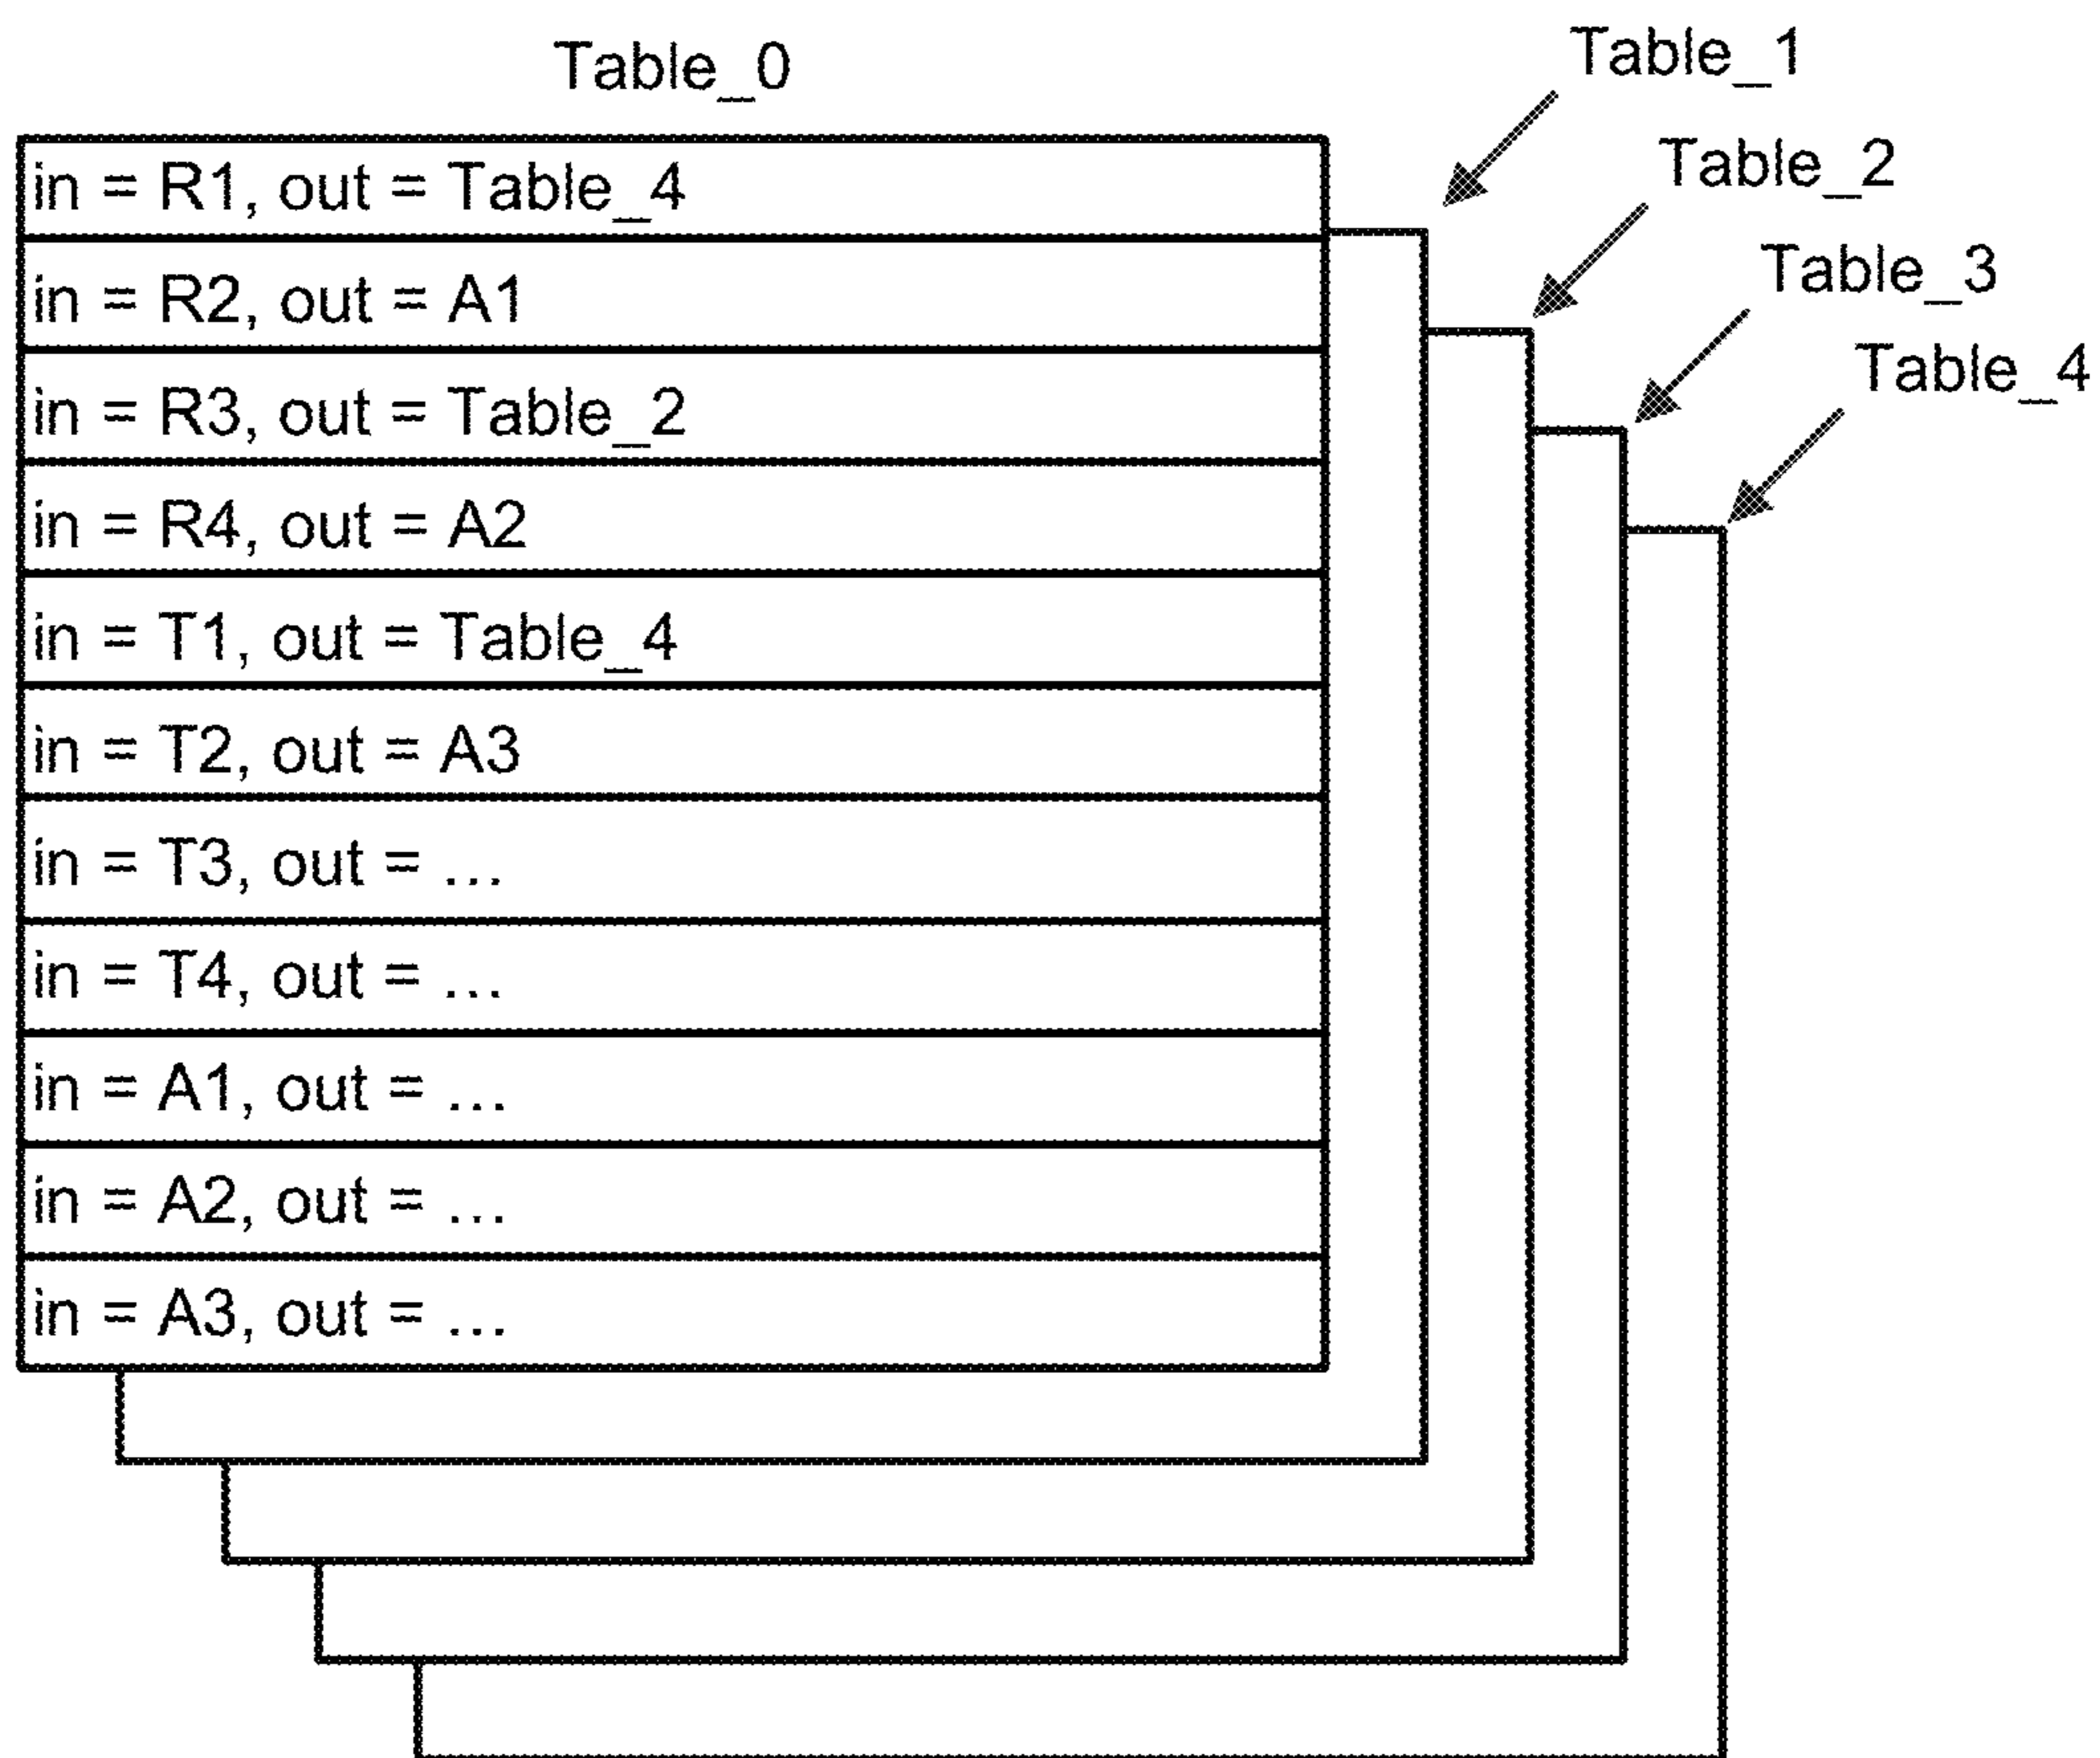 Table_0
Table_1
Table_2
Table_3
Table_4
in = R1, out = Table_4
in = R2, out = A1
in = R3, out = Table_2
in = R4, out = A2
in = T1, out = Table_4
in = T2, out = A3
in = T3, out = ...
in = T4, out = ...
in = A1, out = ...
in = A2, out = ...
in = A3, out = ...